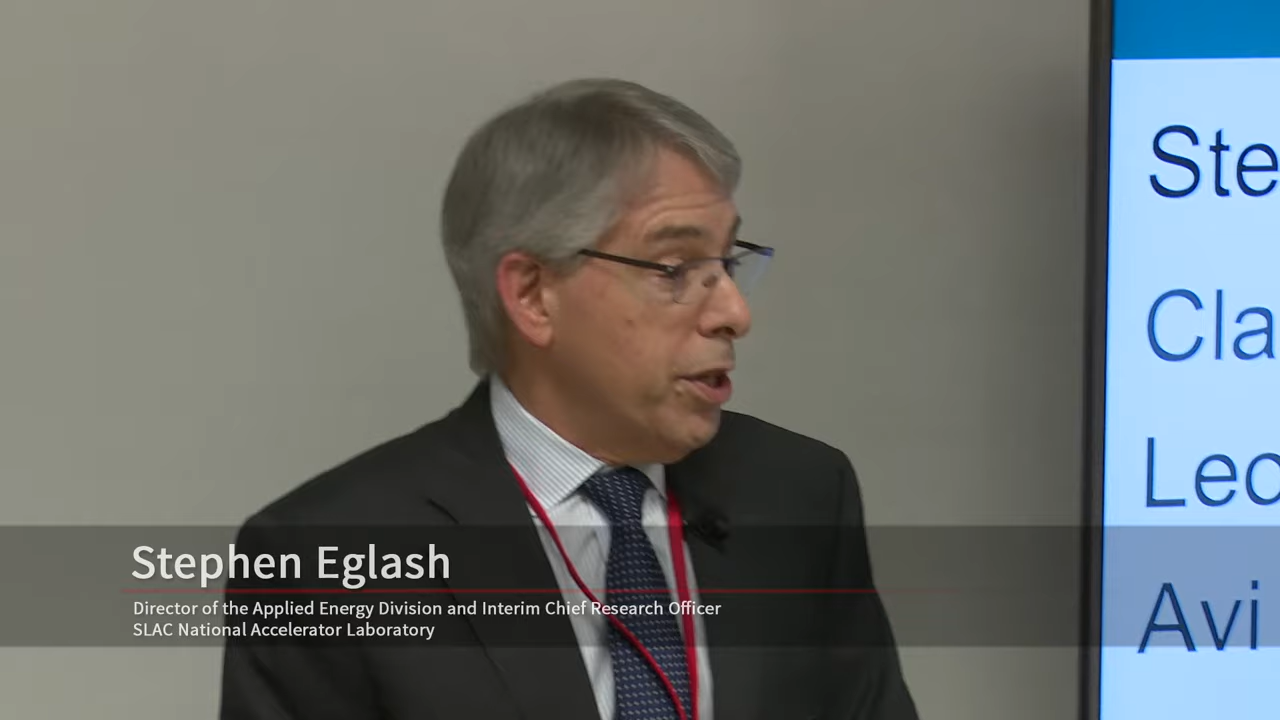 Ste
Cla
Leo
Avi
Stephen Eglash
Director of the Applied Energy Division and Interim Chief Research Officer
SLAC National Accelerator Laboratory